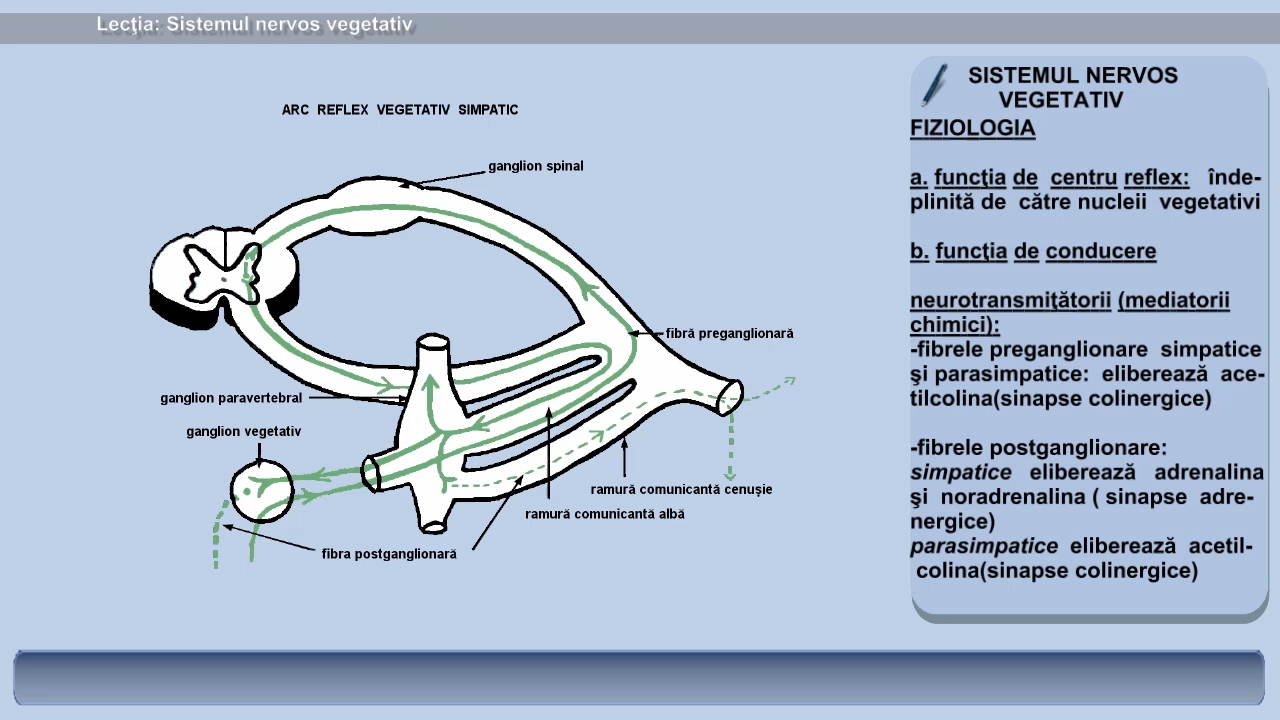 Lecţia: Sistemul nervos vegetativ
ARC REFLEX VEGETATIV SIMPATIC
ganglion spinal
fibră preganglionară
ganglion paravertebral
ganglion vegetativ
ramură comunicantă cenuşie
ramură comunicantă albă
fibra postganglionară
SISTEMUL NERVOS
VEGETATIV
FIZIOLOGIA
a. funcţia de centru reflex: înde-
plinită de către nucleii vegetativi
b. funcţia de conducere
neurotransmiţătorii (mediatorii
chimici):
-fibrele preganglionare simpatice
şi parasimpatice: eliberează ace-
tilcolina(sinapse colinergice)
-fibrele postganglionare:
simpatice eliberează adrenalina
şi noradrenalina ( sinapse adre-
nergice)
parasimpatice eliberează acetil-
colina(sinapse colinergice)